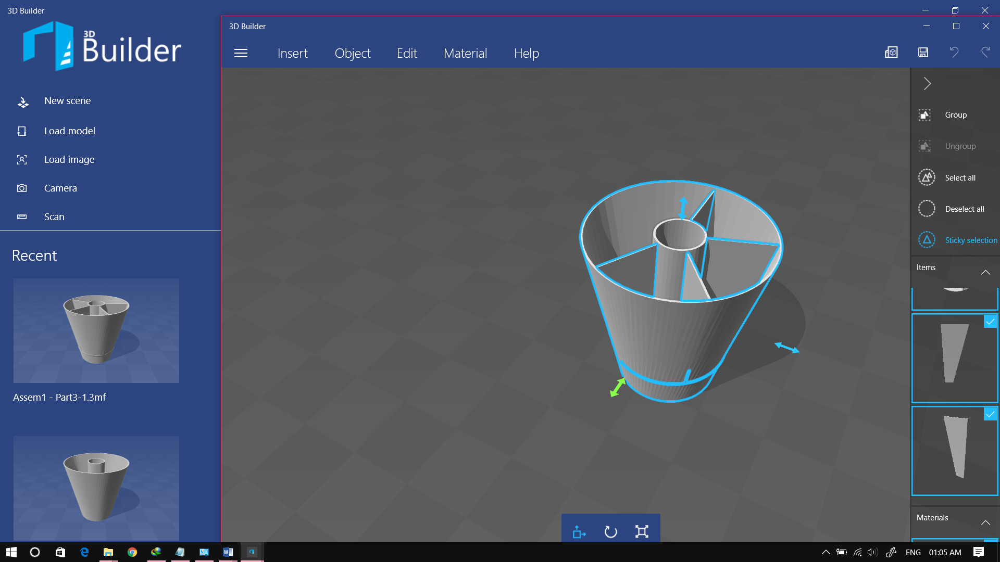 3D Builder
3D
Builder
New scene
Load model
Load image
Camera
Scan
Recent
Assem1 - Part3-1.3mf
3D Builder
Insert Object Edit Material Help
Group
Ungroup
Select all
Deselect all
Sticky selection
Items
Materials
ENG 01:05 AM